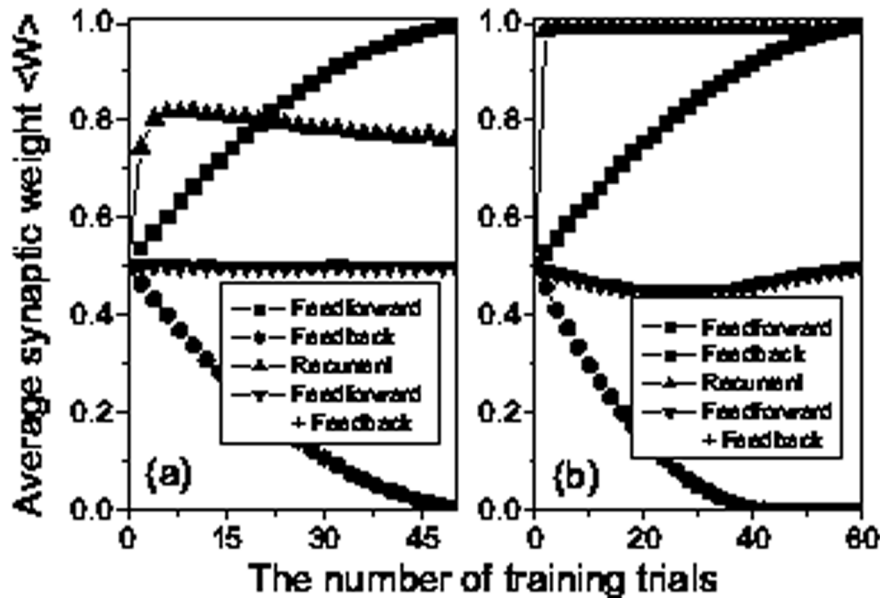 Average synaptic weight <W>
1.0
0.8
0.6
0.4
0.2
0.0
Feedforward
Feedback
Recurrent
Feedforward
+ Feedback
(a)
0
15
30
45
1.0
0.8
0.6
0.4
0.2
0.0
Feedforward
Feedback
Recurrent
Feedforward
+ Feedback
(b)
0
20
40
60
The number of training trials